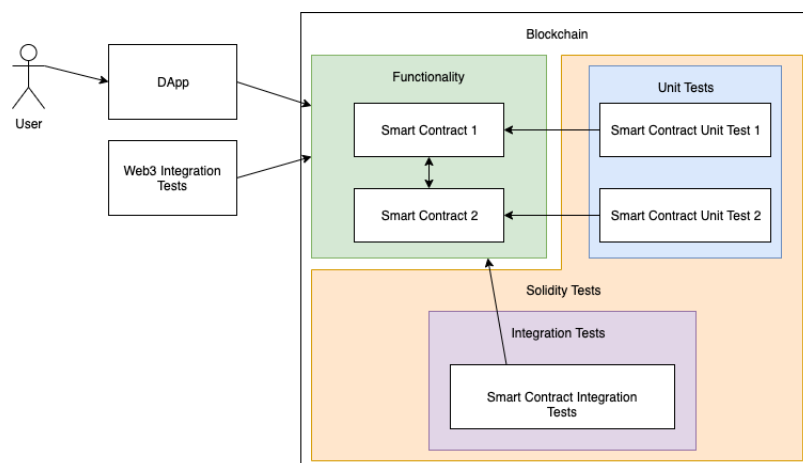 Blockchain
User
DApp
Web3 Integration
Tests
Functionality
Smart Contract 1
Smart Contract 2
Unit Tests
Smart Contract Unit Test 1
Smart Contract Unit Test 2
Solidity Tests
Integration Tests
Smart Contract Integration
Tests